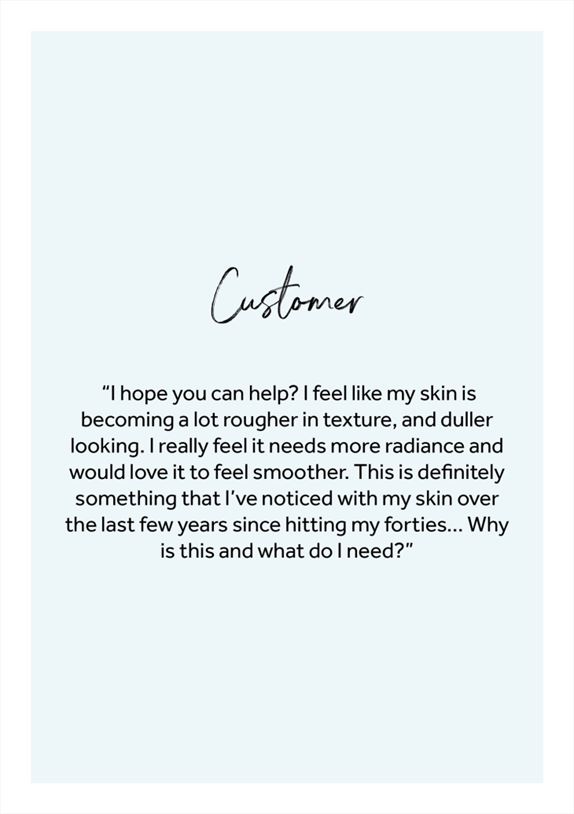 Customer
“I hope you can help? I feel like my skin is
becoming a lot rougher in texture, and duller
looking. I really feel it needs more radiance and
would love it to feel smoother. This is definitely
something that I’ve noticed with my skin over
the last few years since hitting my forties... Why
is this and what do I need?”